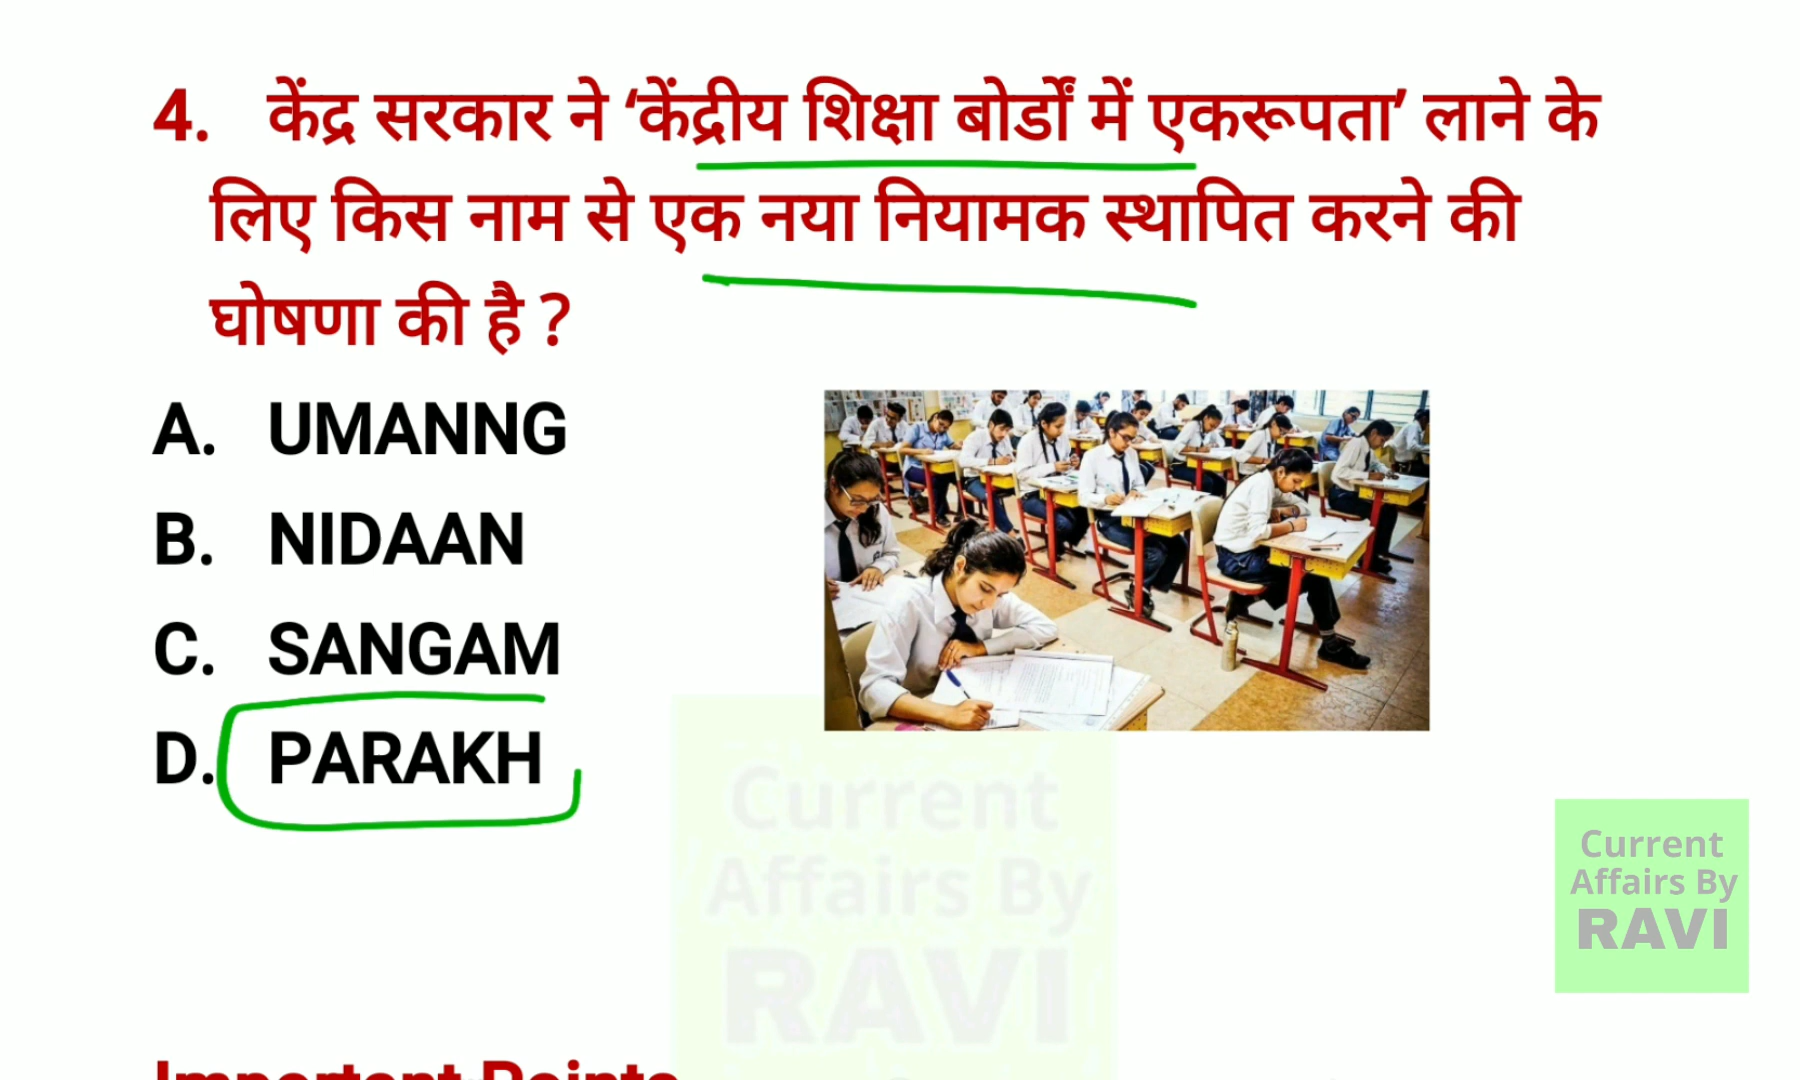 4. केंद्र सरकार ने ‘केंद्रीय शिक्षा बोर्डों में एकरूपता’ लाने के
लिए किस नाम से एक नया नियामक स्थापित करने की
घोषणा की है ?
A. UMANNG
B. NIDAAN
C. SANGAM
D. PARAKH
Current
Affairs By
RAVI
Current
Affairs By
RAVI
Important Points